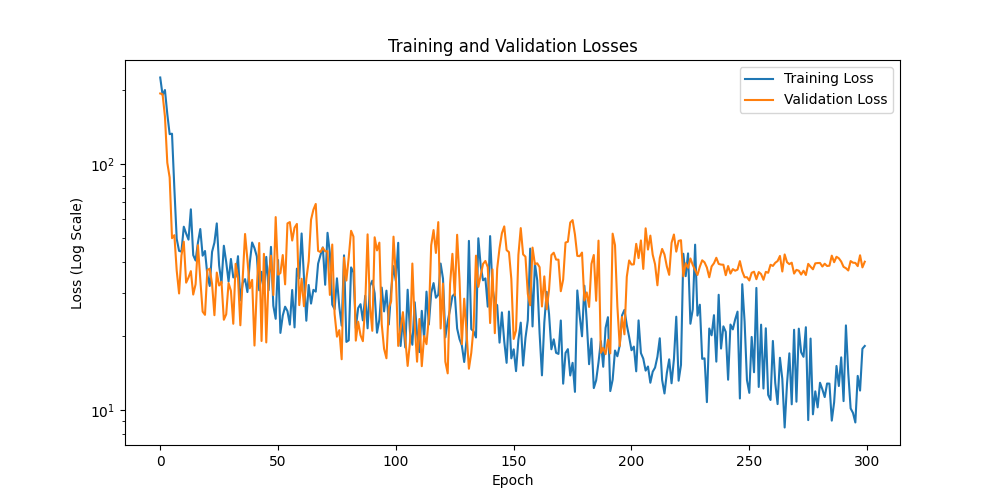 Training and Validation Losses
Training Loss
Validation Loss
Loss (Log Scale)
10²
10¹
0 50 100 150 200 250 300
Epoch